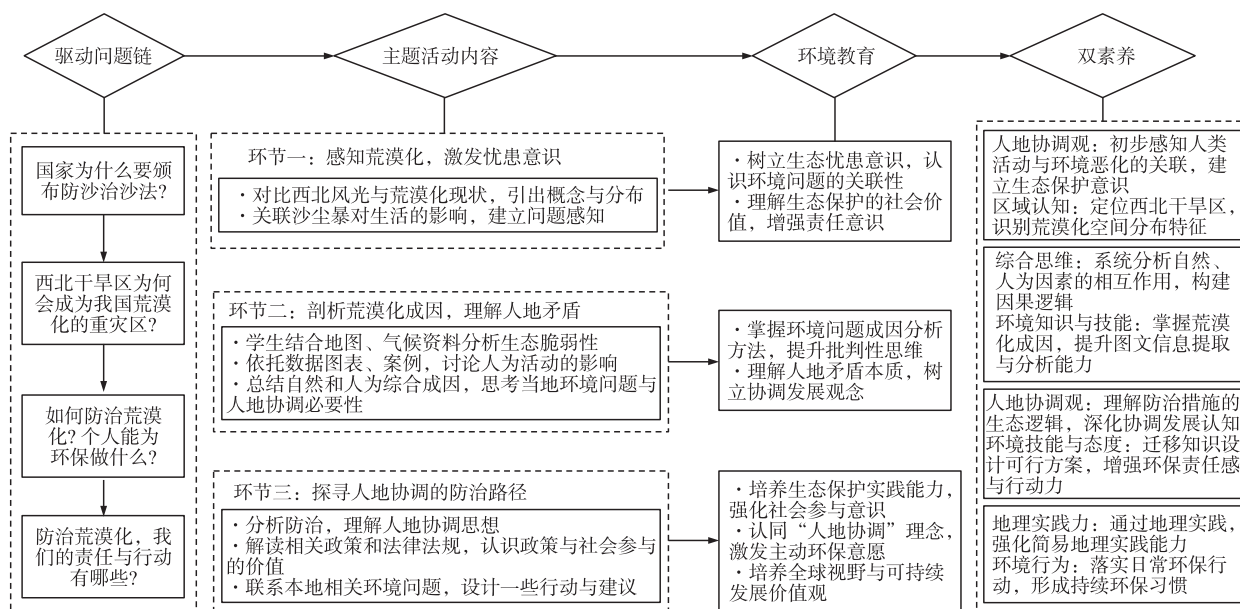 驱动问题链
主题活动内容
环境教育
双素养
国家为什么要颁
布防沙治沙法?
西北干旱区为何
会成为我国荒漠
化的重灾区?
如何防治荒漠
化? 个人能为
环保做什么?
防治荒漠化，我
们的责任与行动
有哪些?
环节一：感知荒漠化，激发忧患意识
·对比西北风光与荒漠化现状，引出概念与分布
·关联沙尘暴对生活的影响，建立问题感知
环节二：剖析荒漠化成因，理解人地矛盾
·学生结合地图、气候资料分析生态脆弱性
·依托数据图表、案例，讨论人为活动的影响
·总结自然和人为综合成因，思考当地环境问题与
人地协调必要性
环节三：探寻人地协调的防治路径
·分析防治，理解人地协调思想
·解读相关政策和法律法规，认识政策与社会参与
的价值
·联系本地相关环境问题，设计一些行动与建议
·树立生态忧患意识，认
识环境问题的关联性
·理解生态保护的社会价
值，增强责任意识
·掌握环境问题成因分析
方法，提升批判性思维
·理解人地矛盾本质，树
立协调发展观念
·培养生态保护实践能力，
强化社会参与意识
·认同“人地协调”理念，
激发主动环保意愿
·培养全球视野与可持续
发展价值观
人地协调观：初步感知人类
活动与环境恶化的关联，建
立生态保护意识
区域认知：定位西北干旱区，
识别荒漠化空间分布特征
综合思维：系统分析自然、
人为因素的相互作用，构建
因果逻辑
环境知识与技能：掌握荒漠
化成因，提升图文信息提取
与分析能力
人地协调观：理解防治措施的
生态逻辑，深化协调发展认知
环境技能与态度：迁移知识设
计可行方案，增强环保责任感
与行动力
地理实践力：通过地理实践，
强化简易地理实践能力
环境行为：落实日常环保行
动，形成持续环保习惯